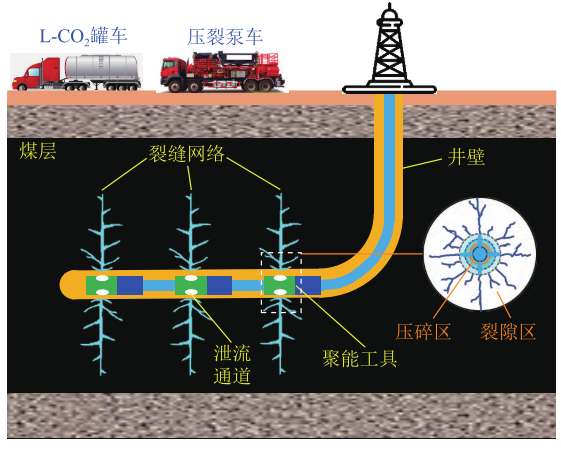 L-CO₂罐车
压裂泵车
煤层
裂缝网络
井壁
压碎区
裂隙区
泄流
通道
聚能工具